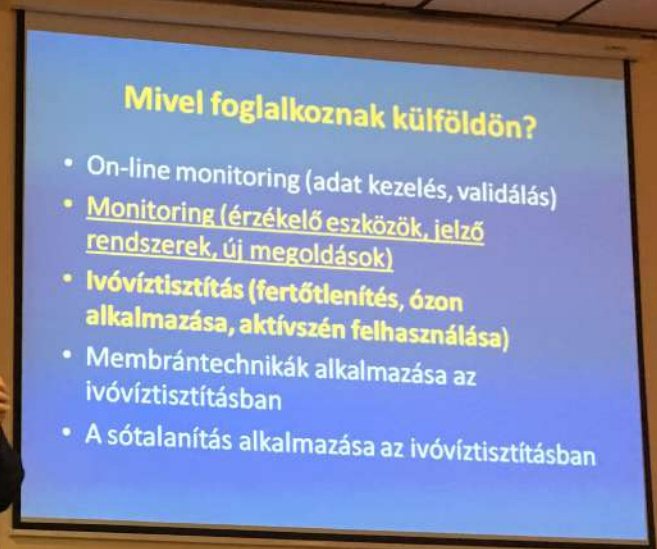 Mivel foglalkoznak külföldön?
• On-line monitoring (adat kezelés, validálás)
• Monitoring (érzékelő eszközök, jelző
rendszerek, új megoldások)
• Ivóvíztisztítás (fertőtlenítés, ózon
alkalmazása, aktívszén felhasználása)
• Membrántechnikák alkalmazása az
ivóvíztisztításban
• A sótalanítás alkalmazása az ivóvíztisztításban